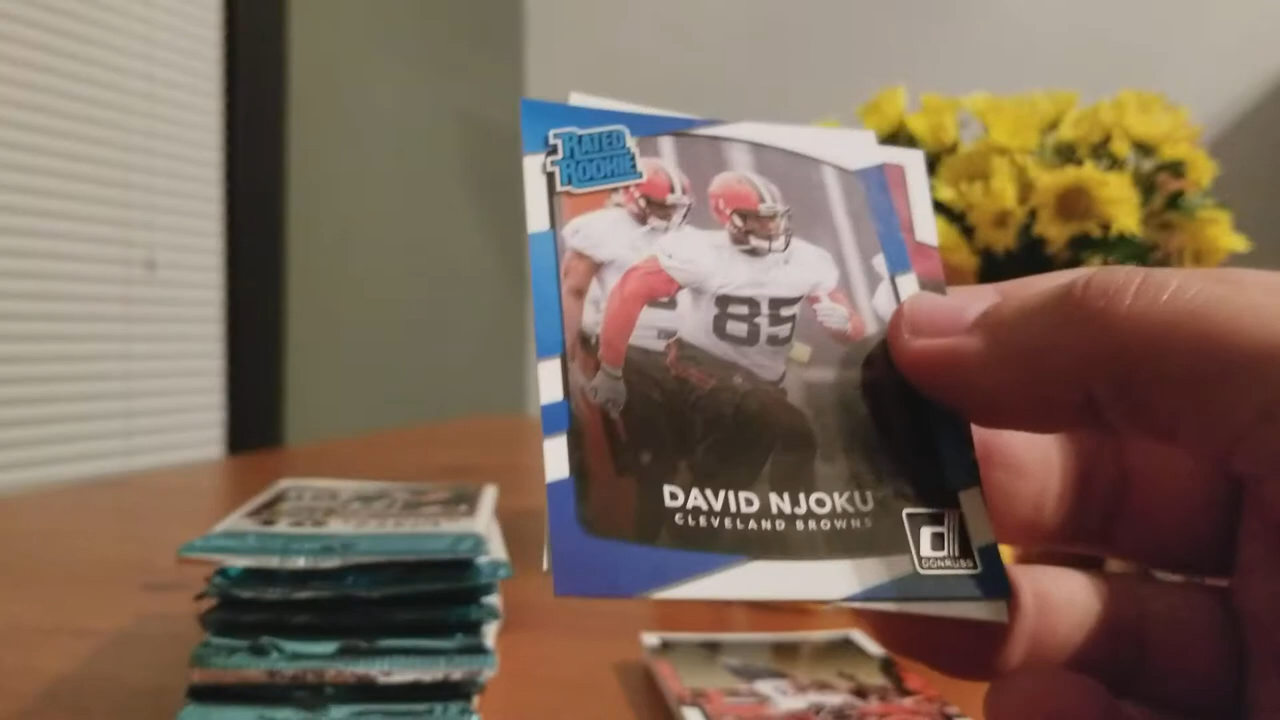 RATED
ROOKIE
85
DAVID NJOKU
CLEVELAND BROWNS
DONRUSS